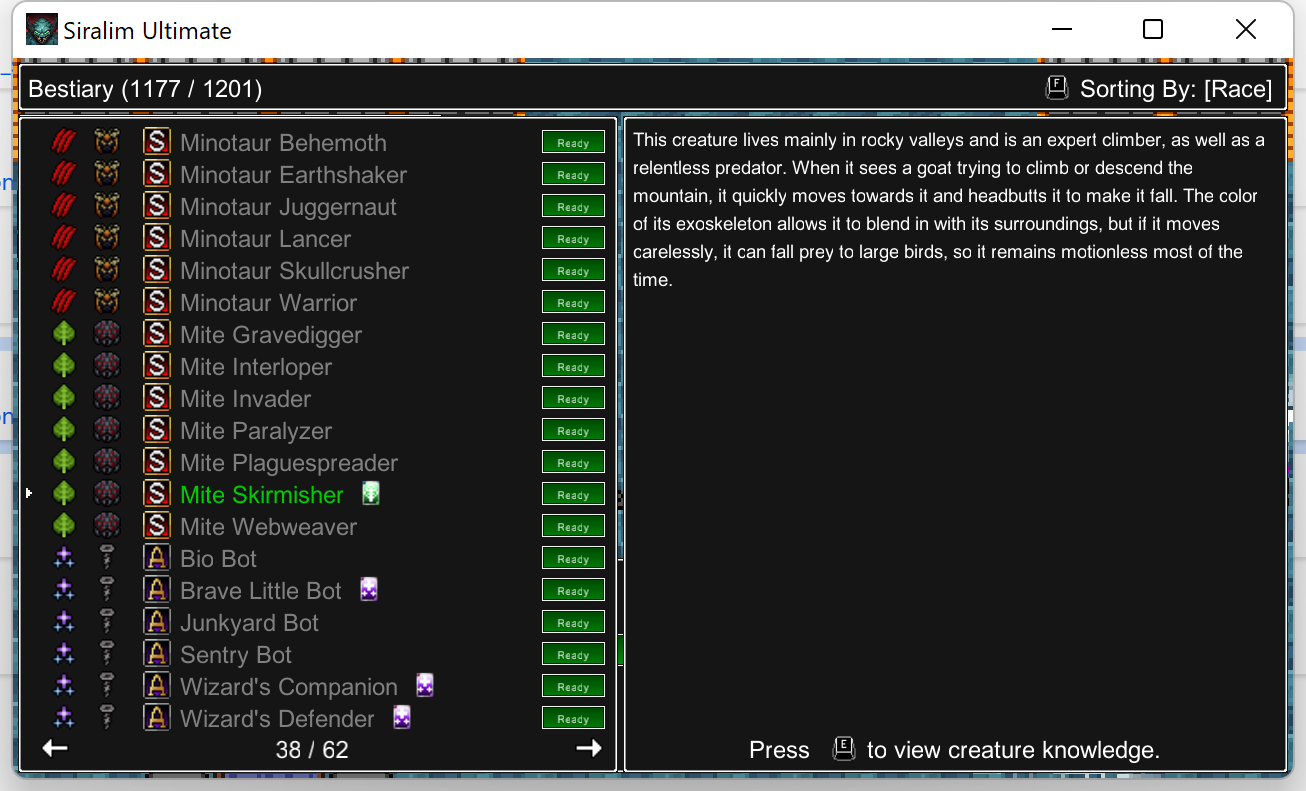 Siralim Ultimate
Bestiary (1177 / 1201)
F Sorting By: [Race]
S Minotaur Behemoth Ready
S Minotaur Earthshaker Ready
S Minotaur Juggernaut Ready
S Minotaur Lancer Ready
S Minotaur Skullcrusher Ready
S Minotaur Warrior Ready
S Mite Gravedigger Ready
S Mite Interloper Ready
S Mite Invader Ready
S Mite Paralyzer Ready
S Mite Plaguespreader Ready
S Mite Skirmisher Ready
S Mite Webweaver Ready
A Bio Bot Ready
A Brave Little Bot Ready
A Junkyard Bot Ready
A Sentry Bot Ready
A Wizard's Companion Ready
A Wizard's Defender Ready
38 / 62
This creature lives mainly in rocky valleys and is an expert climber, as well as a
relentless predator. When it sees a goat trying to climb or descend the
mountain, it quickly moves towards it and headbutts it to make it fall. The color
of its exoskeleton allows it to blend in with its surroundings, but if it moves
carelessly, it can fall prey to large birds, so it remains motionless most of the
time.
Press E to view creature knowledge.